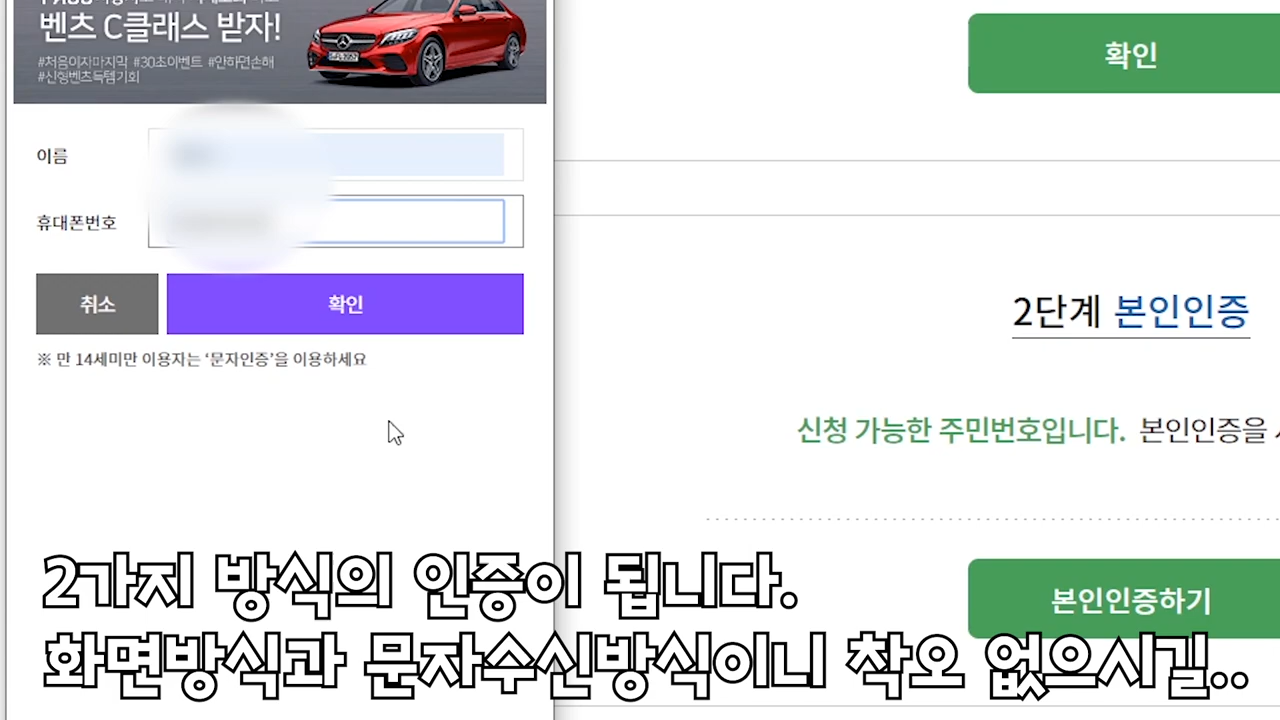 벤츠 C클래스 받자!
#처음이자마지막 #30초이벤트 #안하면손해
#신형벤츠득템기회
이름
휴대폰번호
취소
확인
※ 만 14세미만 이용자는 ‘문자인증’을 이용하세요
확인
2단계 본인인증
신청 가능한 주민번호입니다. 본인인증을
본인인증하기
2가지 방식의 인증이 됩니다.
화면방식과 문자수신방식이니 착오 없으시길..